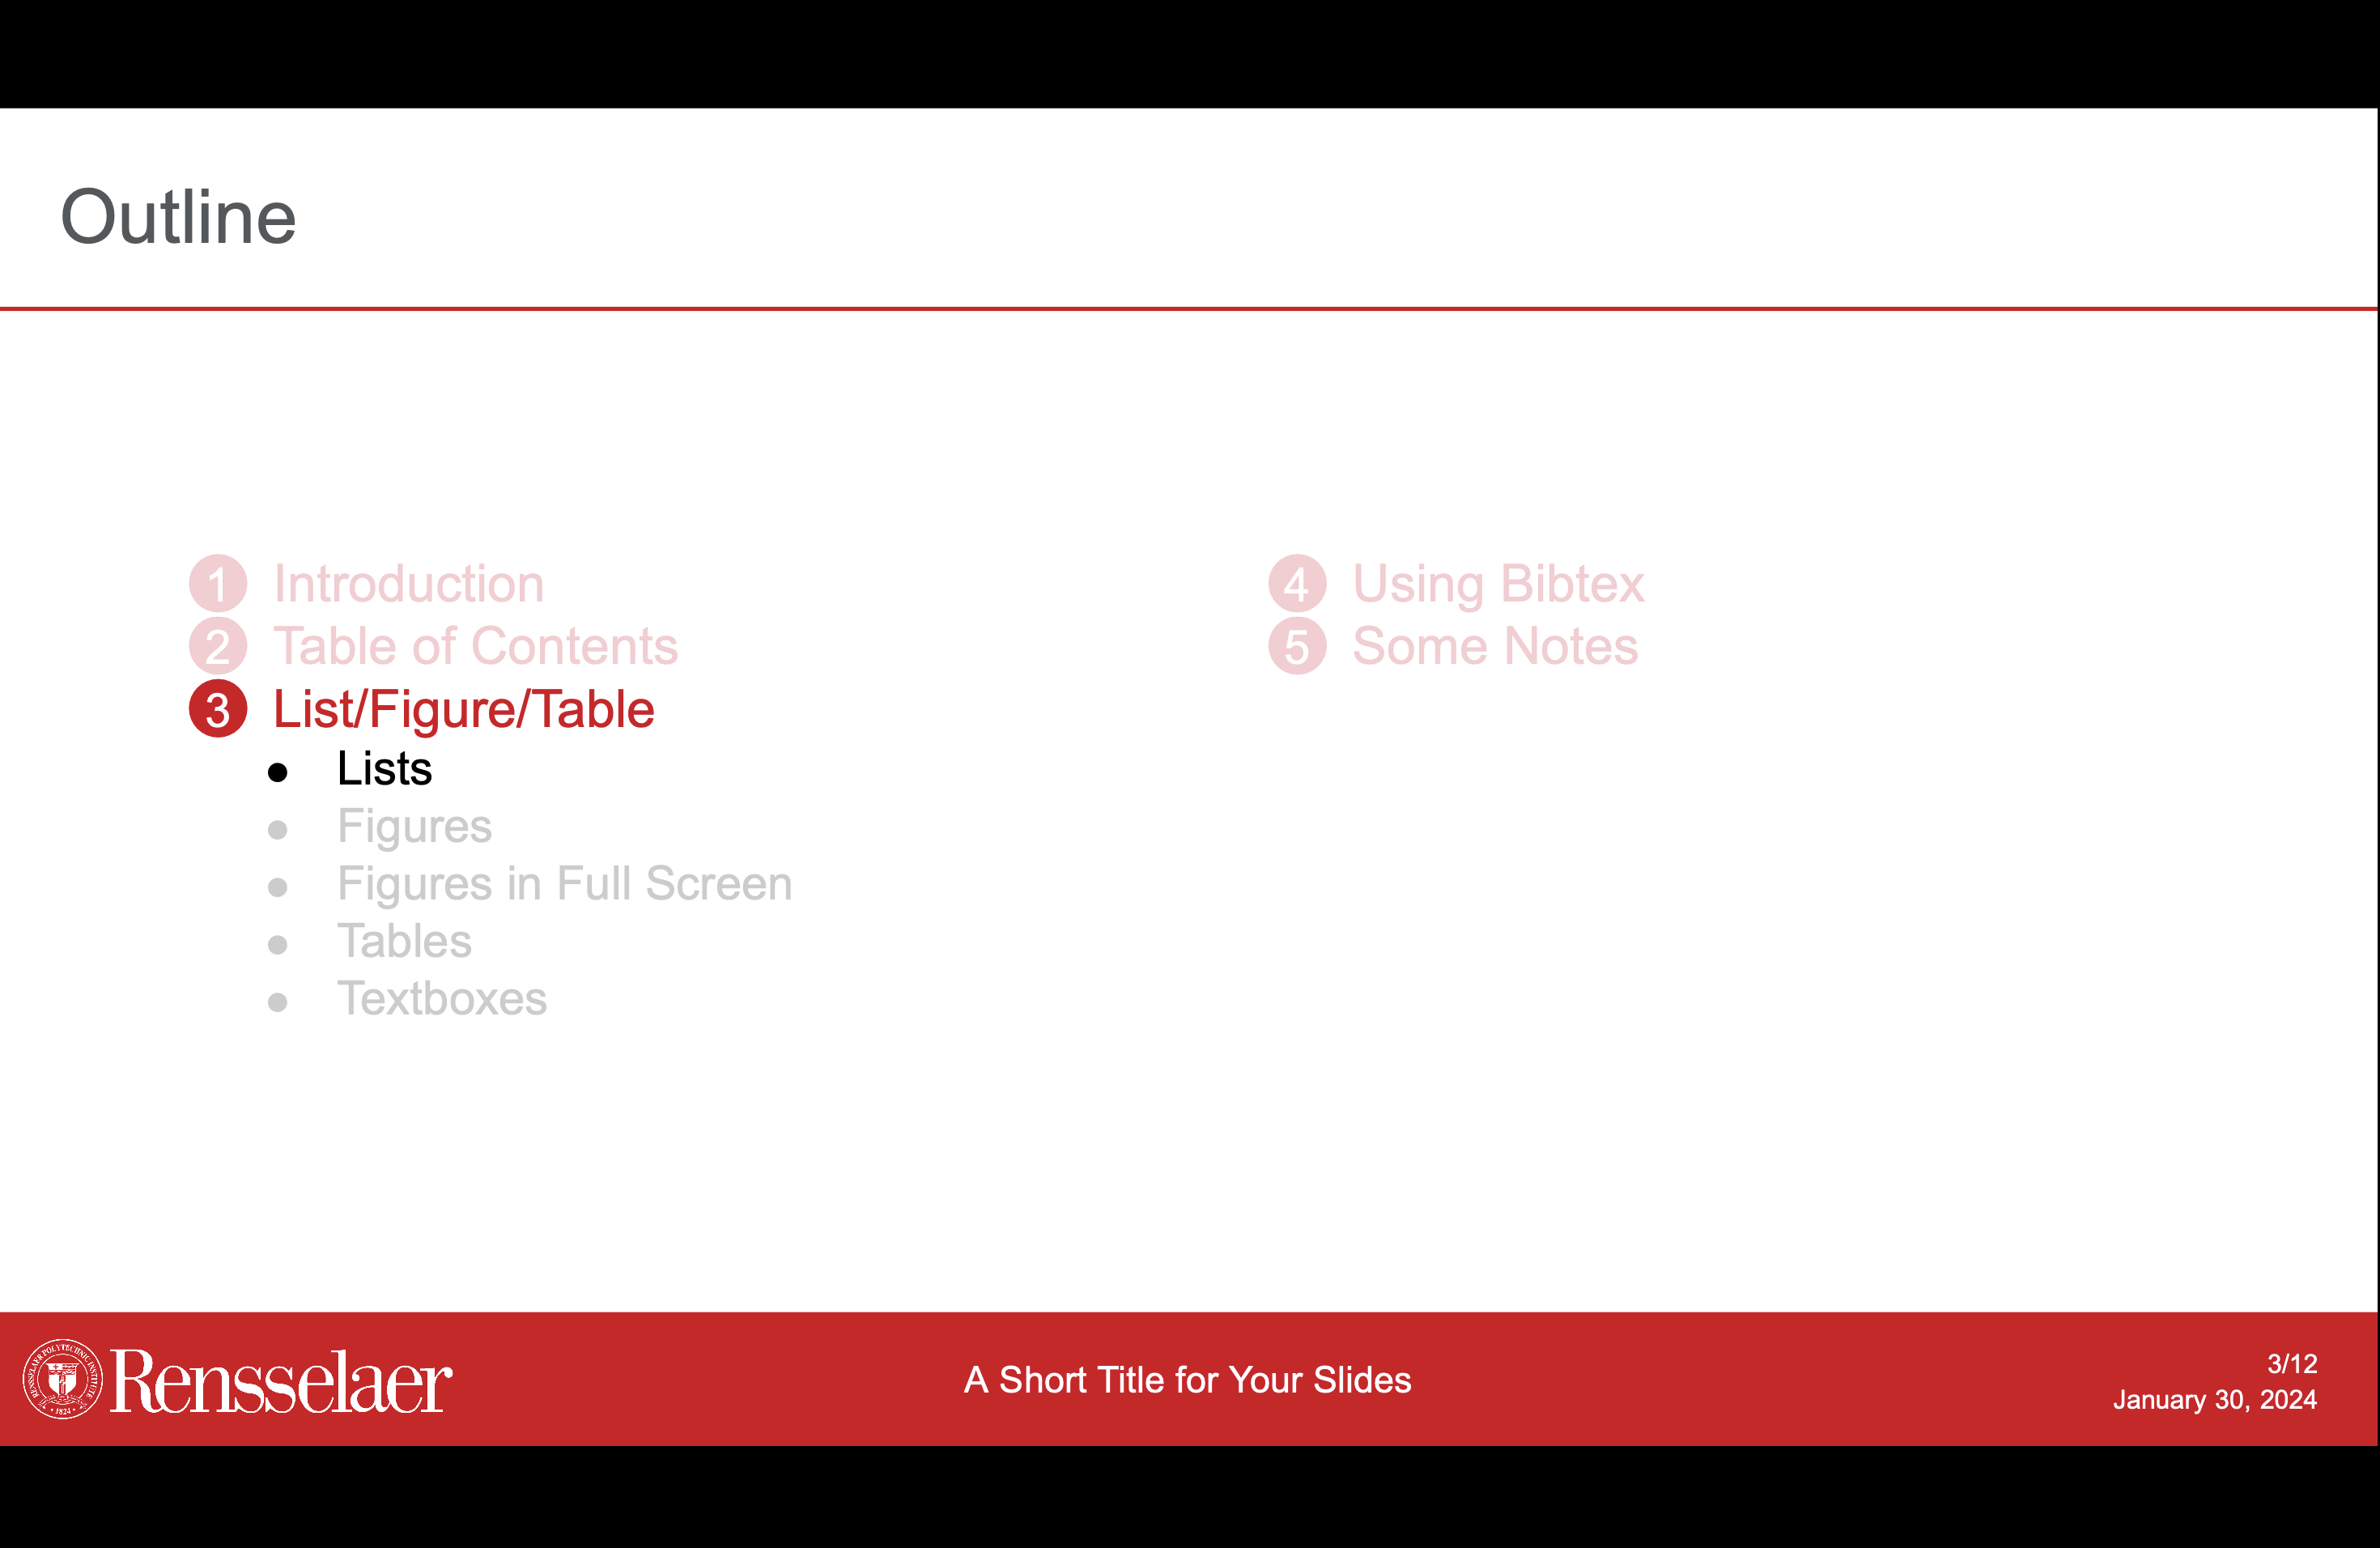 Outline
1 Introduction
2 Table of Contents
3 List/Figure/Table
● Lists
● Figures
● Figures in Full Screen
● Tables
● Textboxes
4 Using Bibtex
5 Some Notes
RENSSELAER POLYTECHNIC INSTITUTE
• 1824 •
Rensselaer
A Short Title for Your Slides
3/12
January 30, 2024